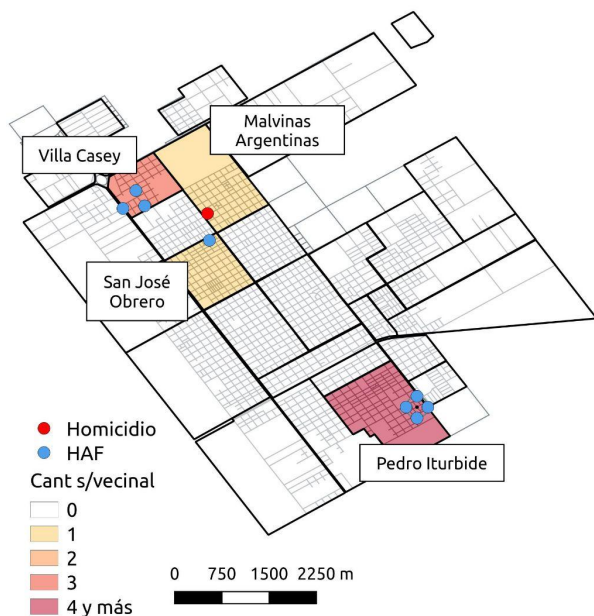 Malvinas
Argentinas
Villa Casey
San José
Obrero
Pedro Iturbide
Homicidio
HAF
Cant s/vecinal
0
1
2
3
4 y más
0 750 1500 2250 m